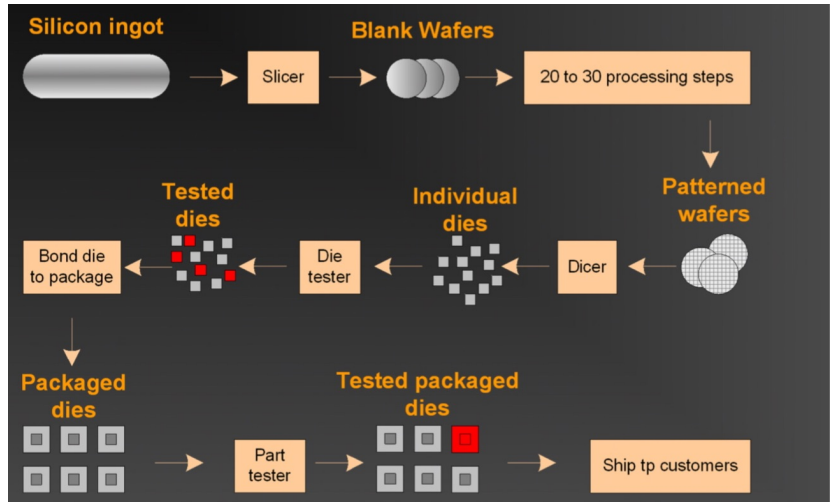 Silicon ingot
Slicer
Blank Wafers
20 to 30 processing steps
Patterned
wafers
Dicer
Individual
dies
Die
tester
Tested
dies
Bond die
to package
Packaged
dies
Part
tester
Tested packaged
dies
Ship tp customers